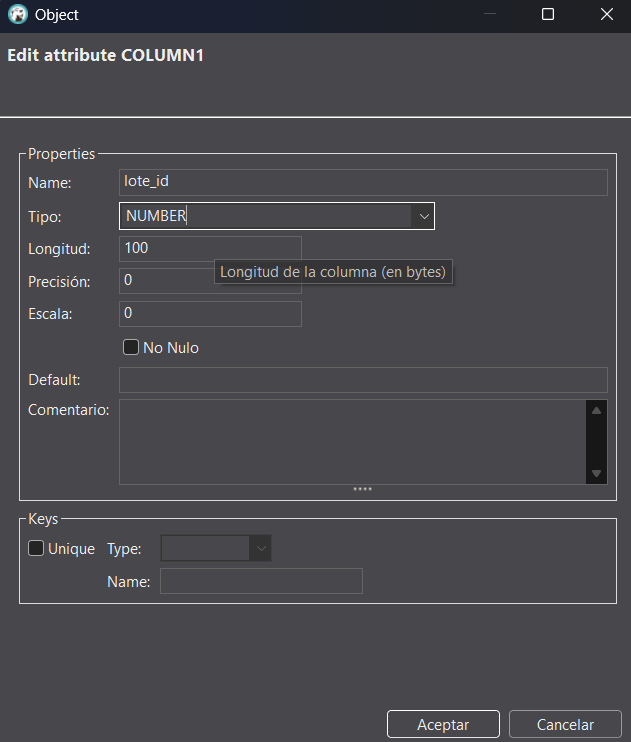 Object
Edit attribute COLUMN1
Properties
Name: lote_id
Tipo: NUMBER
Longitud: 100
Longitud de la columna (en bytes)
Precisión: 0
Escala: 0
No Nulo
Default:
Comentario:
Keys
Unique Type:
Name:
Aceptar Cancelar